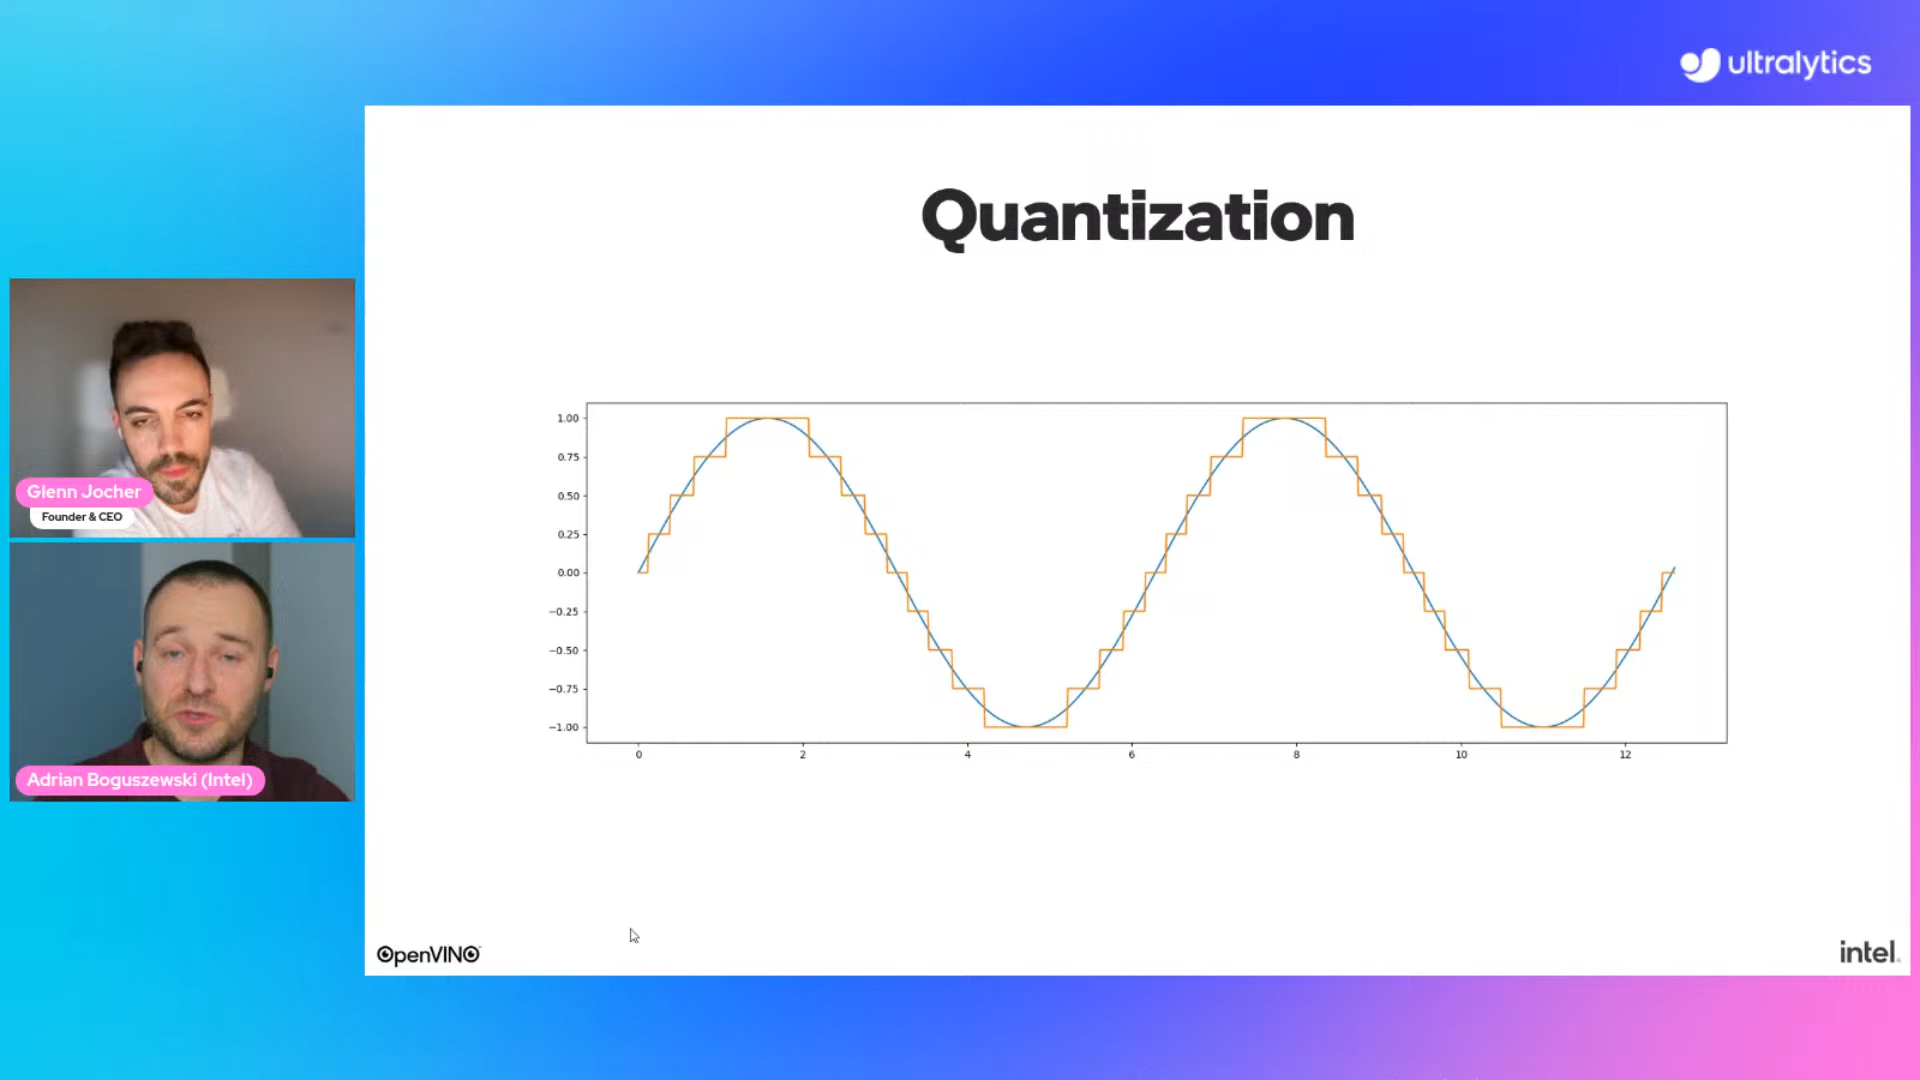 ultralytics
Quantization
1.00
0.75
0.50
0.25
0.00
−0.25
−0.50
−0.75
−1.00
0 2 4 6 8 10 12
Glenn Jocher
Founder & CEO
Adrian Boguszewski (Intel)
OpenVINO
intel.